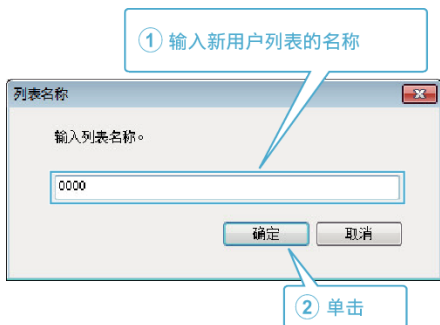 ① 输入新用户列表的名称
列表名称
输入列表名称。
0000
确定
取消
② 单击